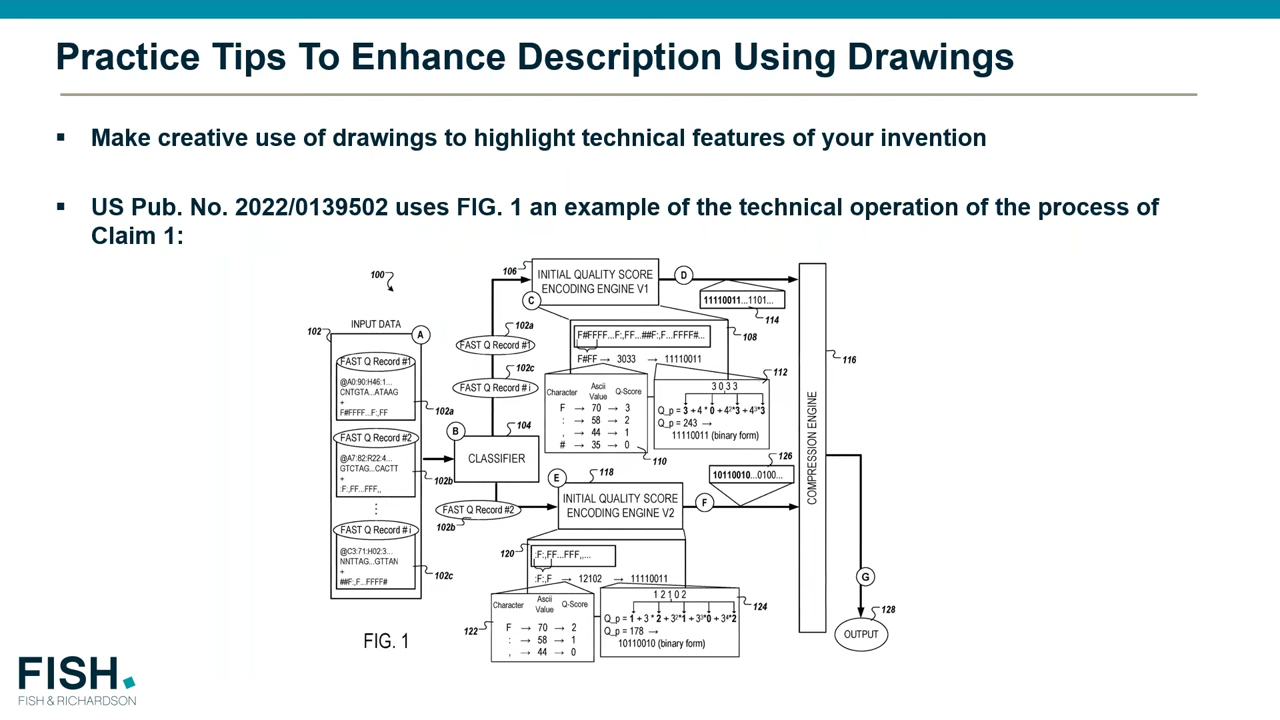 Practice Tips To Enhance Description Using Drawings
▪ Make creative use of drawings to highlight technical features of your invention
▪ US Pub. No. 2022/0139502 uses FIG. 1 an example of the technical operation of the process of
Claim 1:
100
INPUT DATA
102
A
FAST Q Record #1
@A0:90:H46:1...
CNTGTA...ATAAG
+
F#FFFF...F:,FF
102a
FAST Q Record #2
@A7:82:R22:4...
GTCTAG...CACTT
+
:F:,FF...FFF,,
102b
⋮
FAST Q Record # i
@C3:71:H02:3...
NNTTAG...GTTAN
+
##F:,F...FFFF#
102c
FIG. 1
B
104
CLASSIFIER
102a
FAST Q Record #1
102c
FAST Q Record # i
FAST Q Record #2
102b
106
INITIAL QUALITY SCORE
ENCODING ENGINE V1
C
D
11110011...1101...
114
F#FFFF...F:,FF...##F:,F...FFFF#...
108
F#FF → 3033 → 11110011
Character Ascii Value Q-Score
F → 70 → 3
: → 58 → 2
, → 44 → 1
# → 35 → 0
110
112
3 0 3 3
Q_p = 3 + 4 * 0 + 4²*3 + 4³*3
Q_p = 243 →
11110011 (binary form)
E
118
INITIAL QUALITY SCORE
ENCODING ENGINE V2
F
126
10110010...0100...
120
:F:,FF...FFF,,...
:F:,F → 12102 → 11110011
Character Ascii Value Q-Score
F → 70 → 2
: → 58 → 1
, → 44 → 0
122
1 2 1 0 2
124
Q_p = 1 + 3 * 2 + 3²*1 + 3³*0 + 3⁴*2
Q_p = 178 →
10110010 (binary form)
COMPRESSION ENGINE
116
G
128
OUTPUT
FISH.
FISH & RICHARDSON